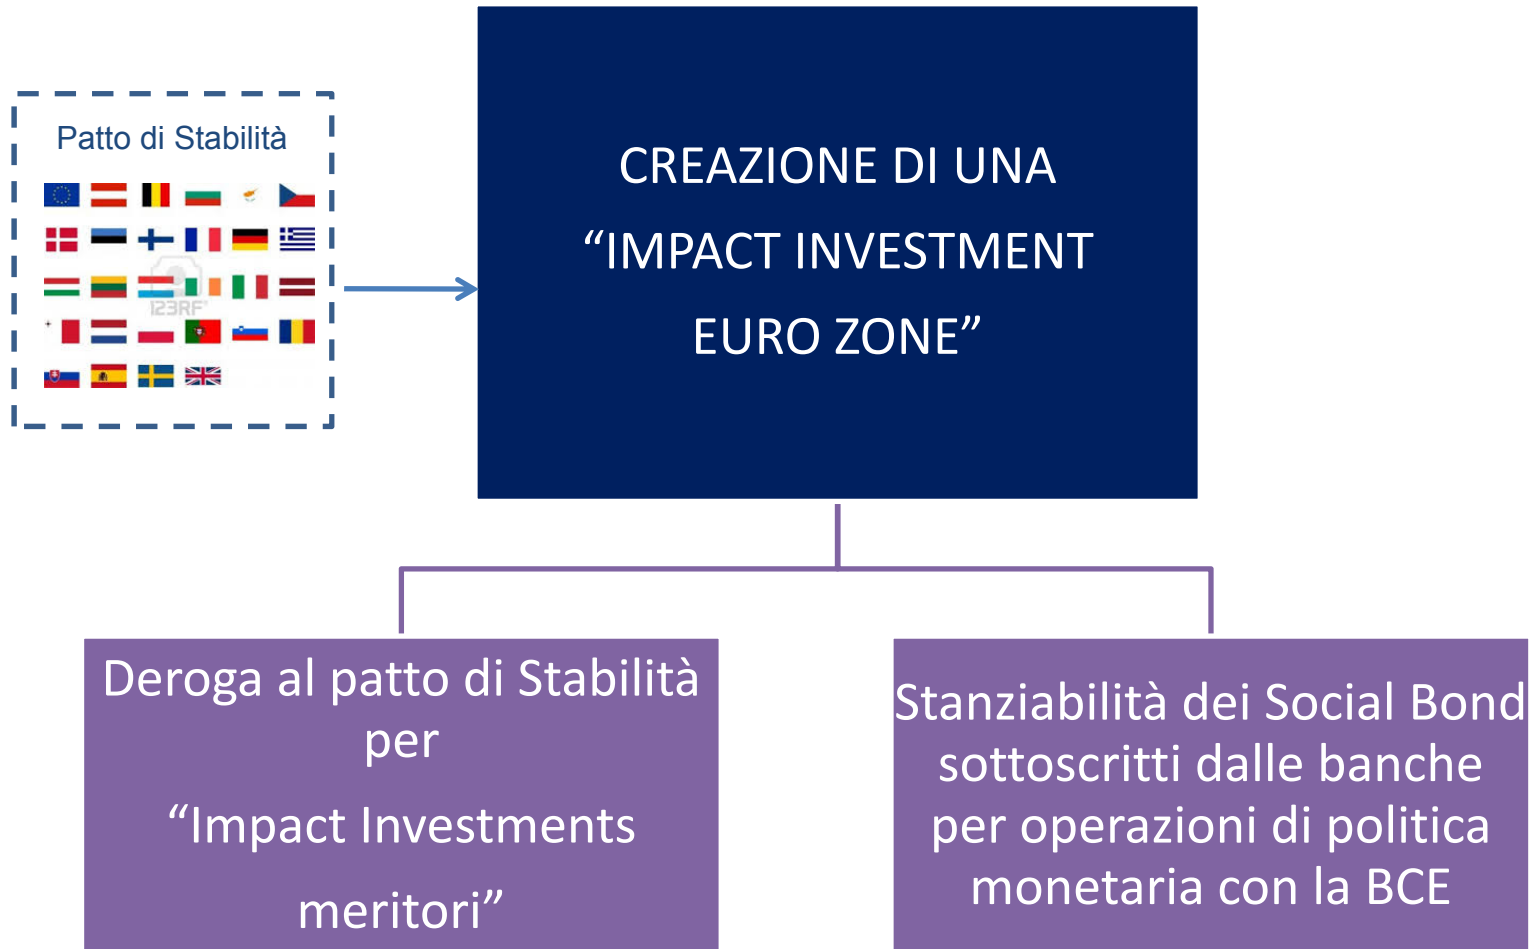 Patto di Stabilità
123RF
CREAZIONE DI UNA
“IMPACT INVESTMENT
EURO ZONE”
Deroga al patto di Stabilità
per
“Impact Investments
meritori”
Stanziabilità dei Social Bond
sottoscritti dalle banche
per operazioni di politica
monetaria con la BCE